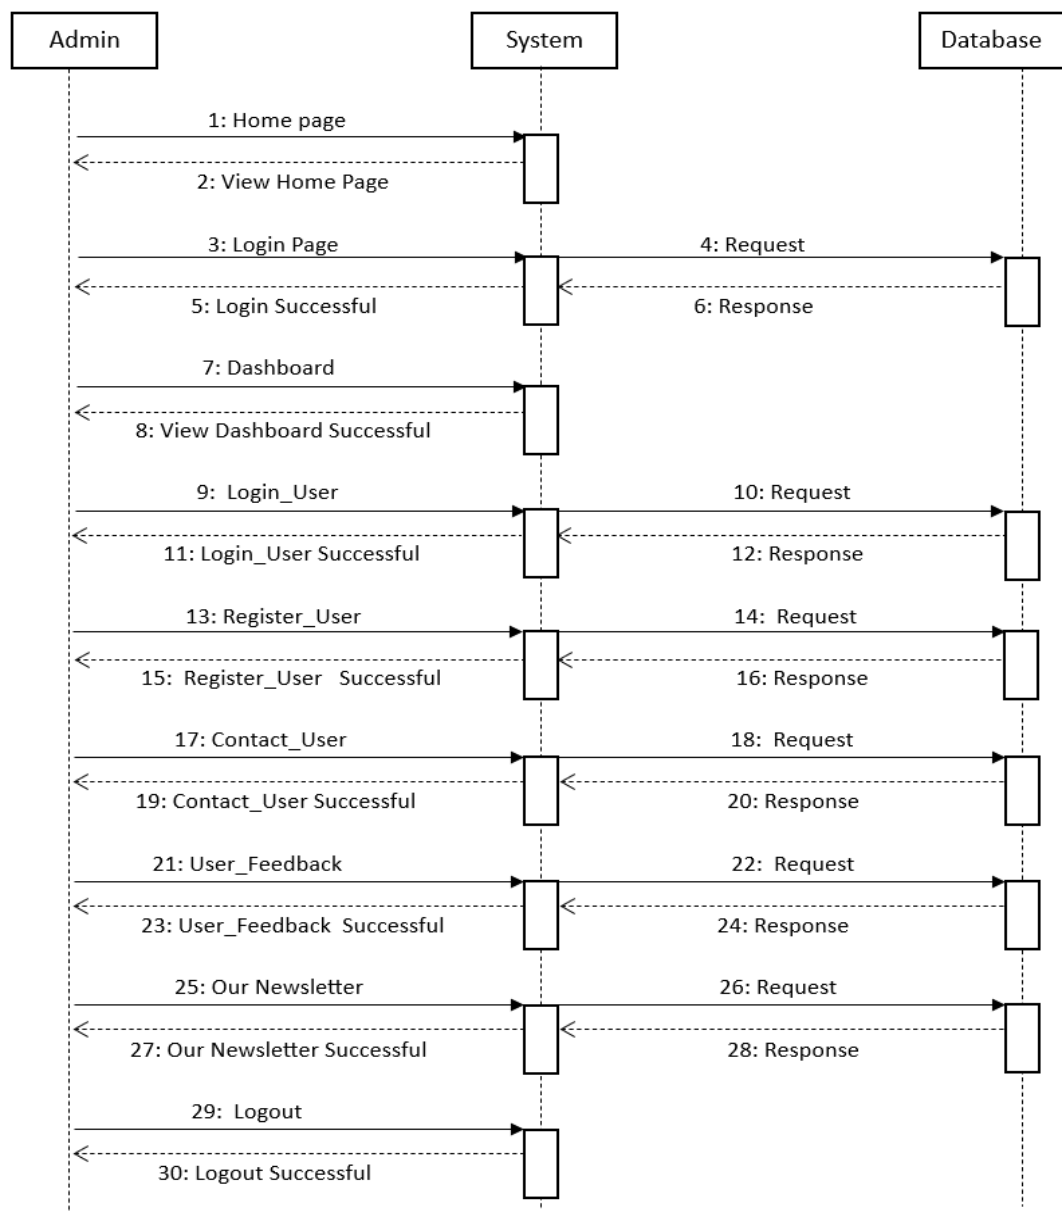 Admin
System
Database
1: Home page
2: View Home Page
3: Login Page
4: Request
5: Login Successful
6: Response
7: Dashboard
8: View Dashboard Successful
9:  Login_User
10: Request
11: Login_User Successful
12: Response
13: Register_User
14:  Request
15:  Register_User   Successful
16: Response
17: Contact_User
18:  Request
19: Contact_User Successful
20: Response
21: User_Feedback
22:  Request
23: User_Feedback  Successful
24: Response
25: Our Newsletter
26: Request
27: Our Newsletter Successful
28: Response
29:  Logout
30: Logout Successful